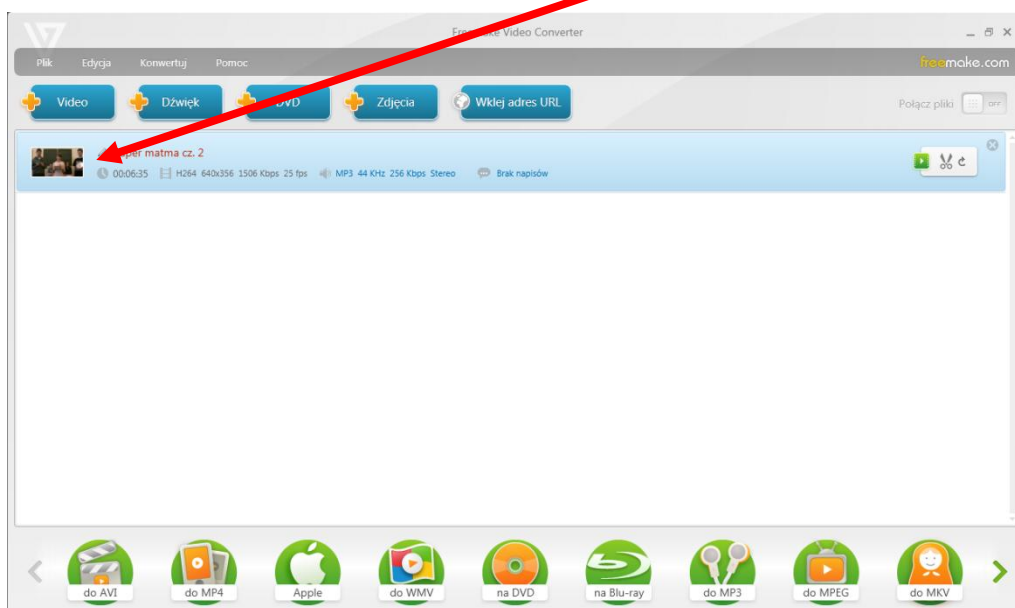 Freemake Video Converter
Plik Edycja Konwertuj Pomoc
freemake.com
Video Dźwięk DVD Zdjęcia Wklej adres URL
Połącz pliki OFF
matma cz. 2
00:06:35 H264 640x356 1506 Kbps 25 fps MP3 44 KHz 256 Kbps Stereo Brak napisów
do AVI do MP4 Apple do WMV na DVD na Blu-ray do MP3 do MPEG do MKV